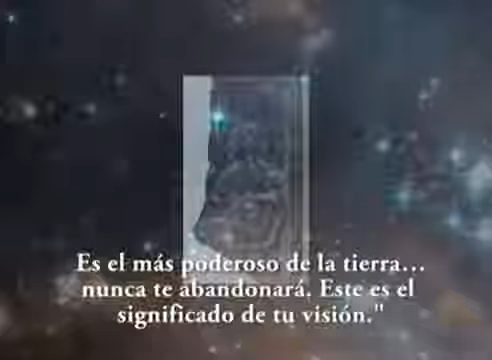 Es el más poderoso de la tierra...
nunca te abandonará. Este es el
significado de tu visión."